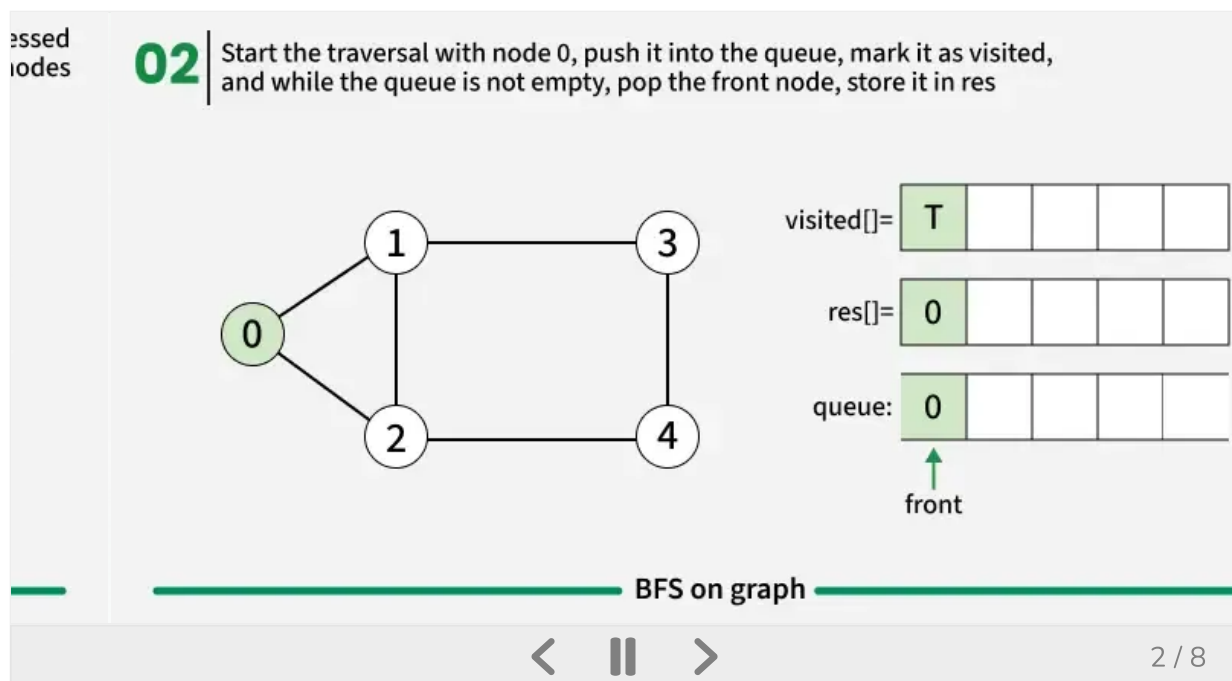 02
Start the traversal with node 0, push it into the queue, mark it as visited,
and while the queue is not empty, pop the front node, store it in res
1
3
0
2
4
visited[]=
T
res[]=
0
queue:
0
front
BFS on graph
2 / 8